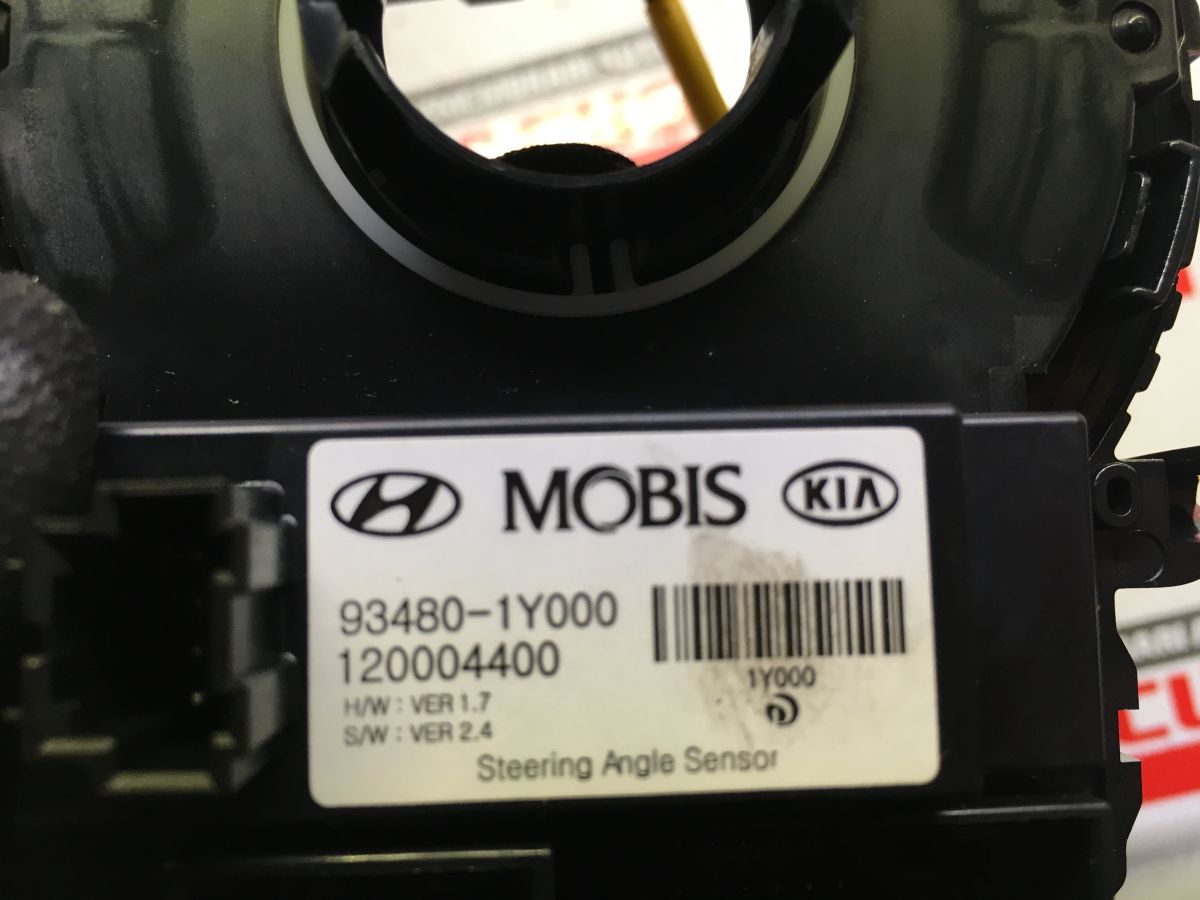 MOBIS KIA
93480-1Y000
120004400
1Y000
H/W : VER 1.7
S/W : VER 2.4
Steering Angle Sensor